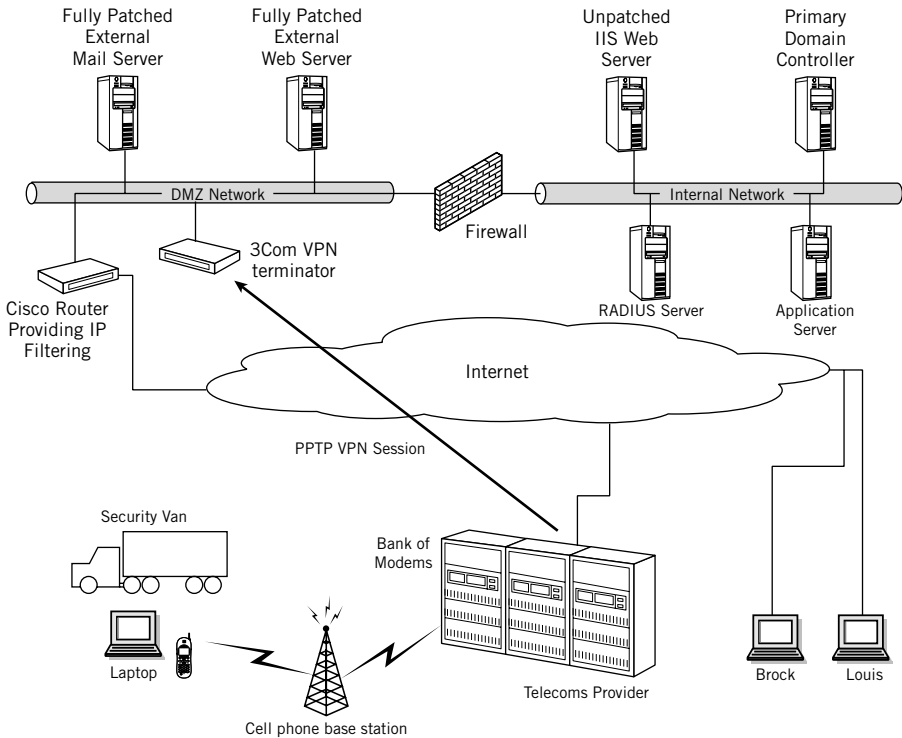 Fully Patched
External
Mail Server
Fully Patched
External
Web Server
Unpatched
IIS Web
Server
Primary
Domain
Controller
DMZ Network
Internal Network
Firewall
3Com VPN
terminator
Cisco Router
Providing IP
Filtering
RADIUS Server
Application
Server
Internet
PPTP VPN Session
Security Van
Bank of
Modems
Laptop
Cell phone base station
Telecoms Provider
Brock
Louis